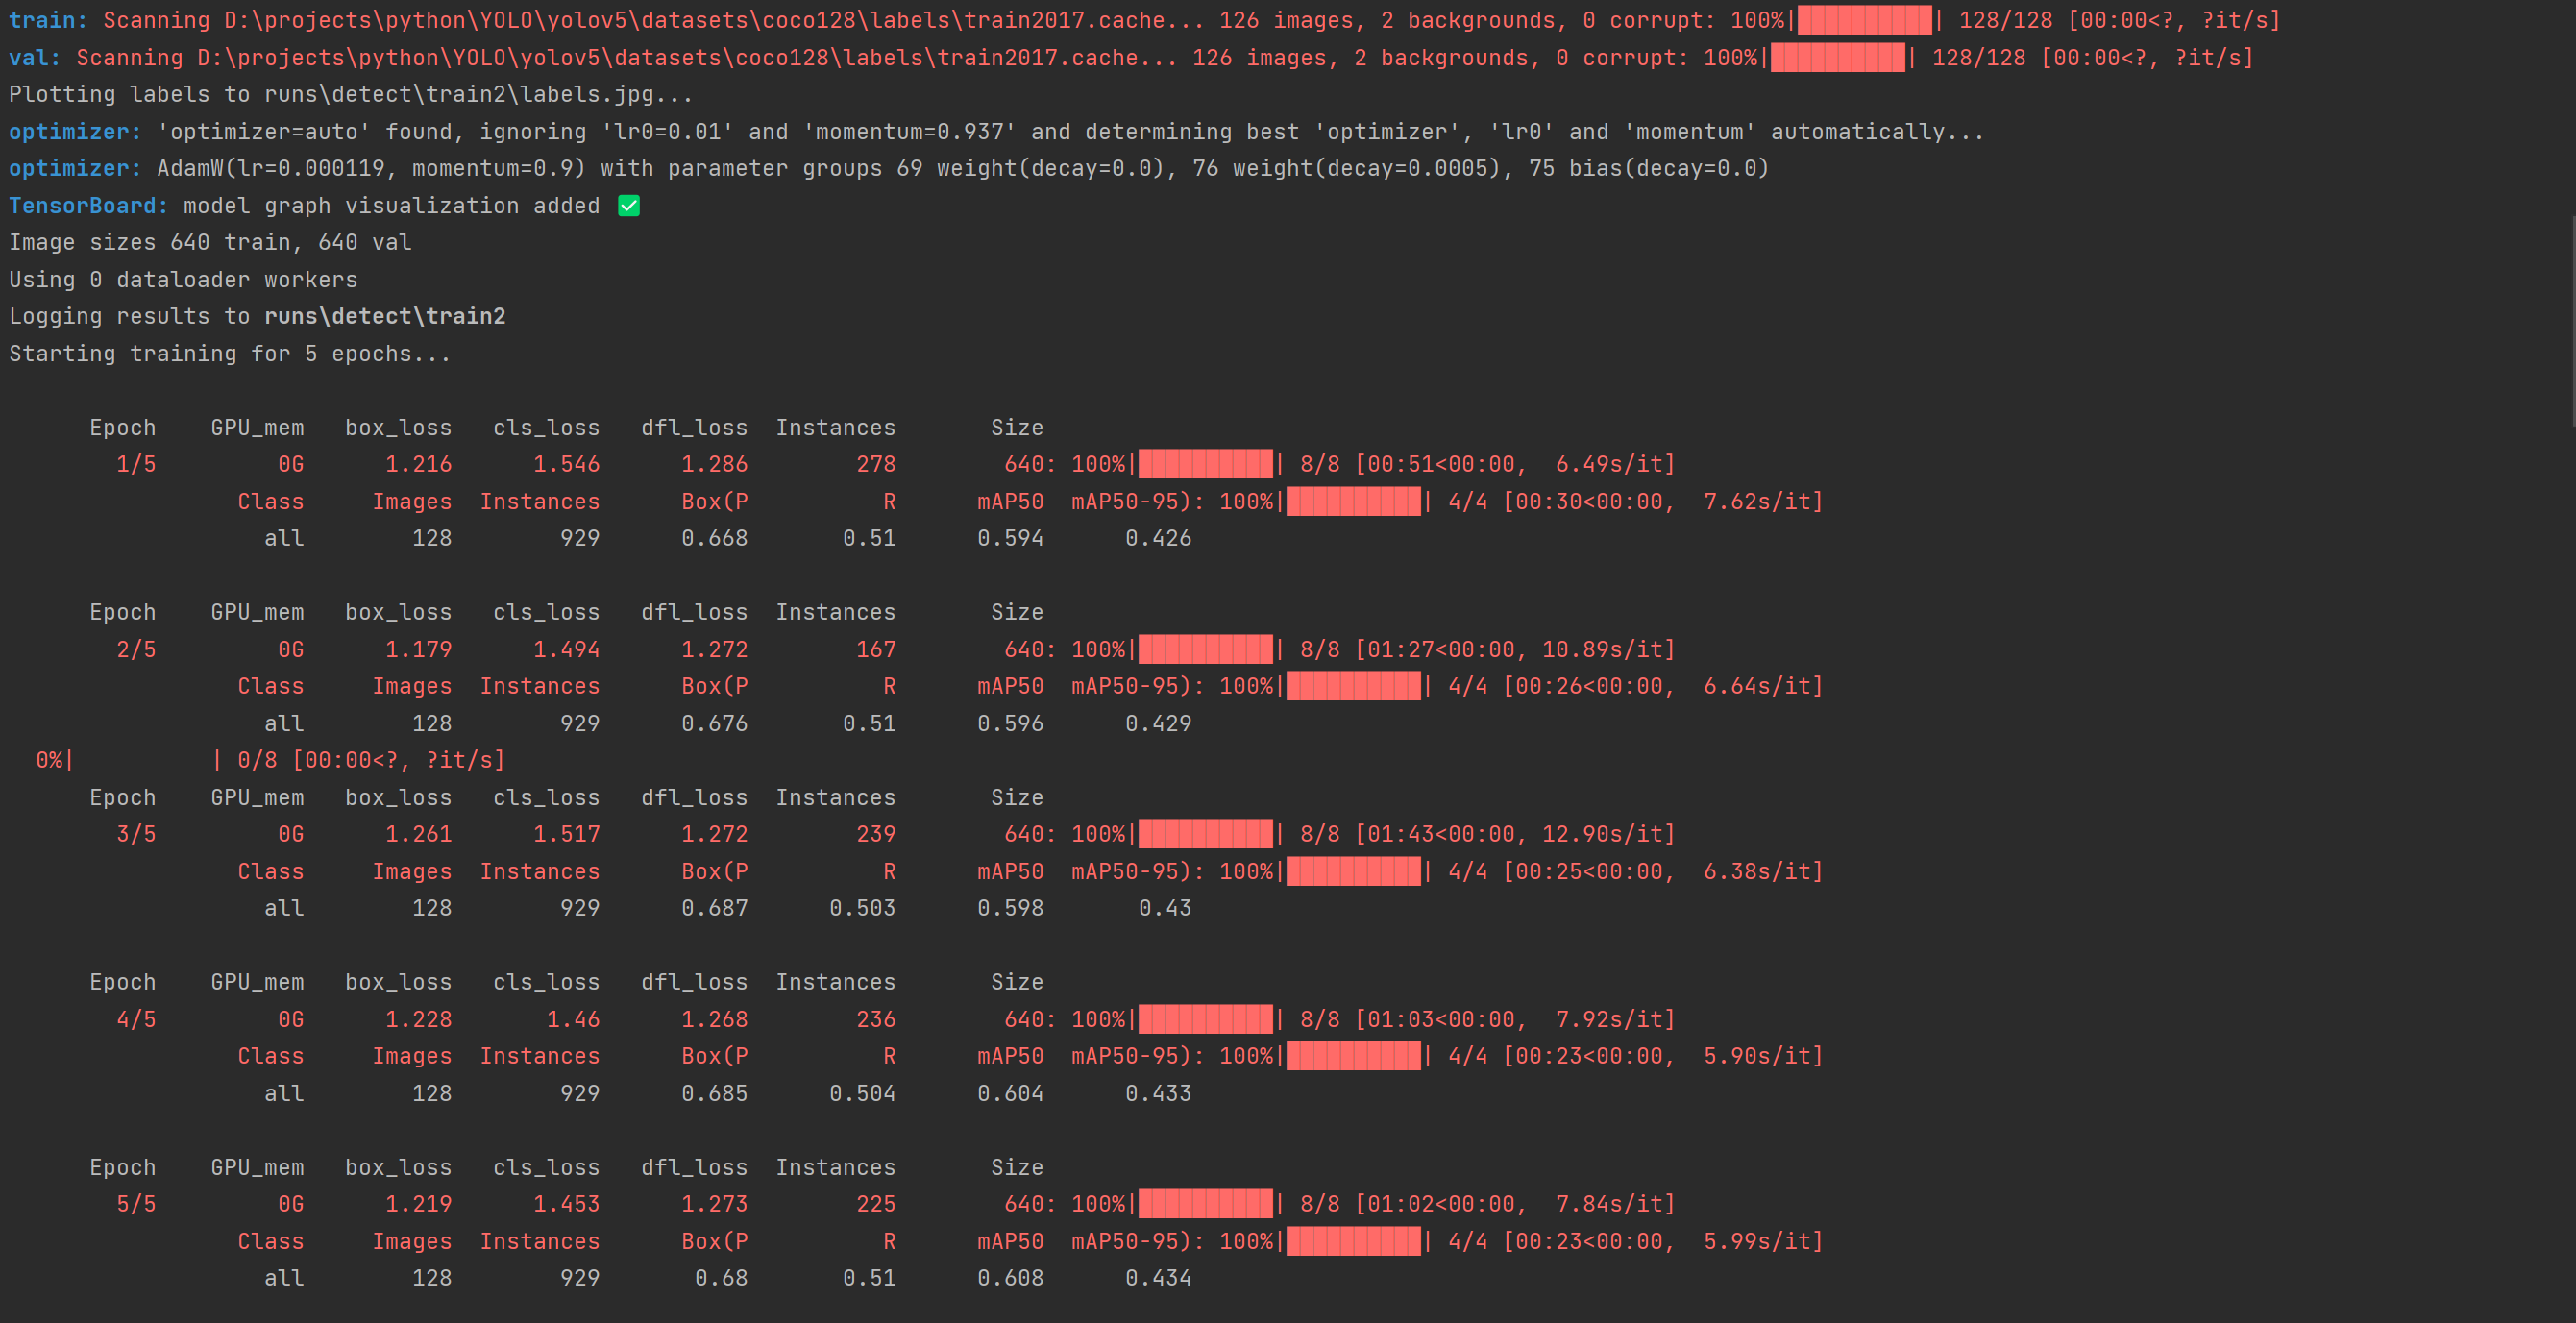 train: Scanning D:\projects\python\YOLO\yolov5\datasets\coco128\labels\train2017.cache... 126 images, 2 backgrounds, 0 corrupt: 100%|██████████| 128/128 [00:00<?, ?it/s]
val: Scanning D:\projects\python\YOLO\yolov5\datasets\coco128\labels\train2017.cache... 126 images, 2 backgrounds, 0 corrupt: 100%|██████████| 128/128 [00:00<?, ?it/s]
Plotting labels to runs\detect\train2\labels.jpg...
optimizer: 'optimizer=auto' found, ignoring 'lr0=0.01' and 'momentum=0.937' and determining best 'optimizer', 'lr0' and 'momentum' automatically...
optimizer: AdamW(lr=0.000119, momentum=0.9) with parameter groups 69 weight(decay=0.0), 76 weight(decay=0.0005), 75 bias(decay=0.0)
TensorBoard: model graph visualization added ✅
Image sizes 640 train, 640 val
Using 0 dataloader workers
Logging results to runs\detect\train2
Starting training for 5 epochs...
Epoch GPU_mem box_loss cls_loss dfl_loss Instances Size
1/5 0G 1.216 1.546 1.286 278 640: 100%|██████████| 8/8 [00:51<00:00, 6.49s/it]
Class Images Instances Box(P R mAP50 mAP50-95): 100%|██████████| 4/4 [00:30<00:00, 7.62s/it]
all 128 929 0.668 0.51 0.594 0.426
Epoch GPU_mem box_loss cls_loss dfl_loss Instances Size
2/5 0G 1.179 1.494 1.272 167 640: 100%|██████████| 8/8 [01:27<00:00, 10.89s/it]
Class Images Instances Box(P R mAP50 mAP50-95): 100%|██████████| 4/4 [00:26<00:00, 6.64s/it]
all 128 929 0.676 0.51 0.596 0.429
0%| | 0/8 [00:00<?, ?it/s]
Epoch GPU_mem box_loss cls_loss dfl_loss Instances Size
3/5 0G 1.261 1.517 1.272 239 640: 100%|██████████| 8/8 [01:43<00:00, 12.90s/it]
Class Images Instances Box(P R mAP50 mAP50-95): 100%|██████████| 4/4 [00:25<00:00, 6.38s/it]
all 128 929 0.687 0.503 0.598 0.43
Epoch GPU_mem box_loss cls_loss dfl_loss Instances Size
4/5 0G 1.228 1.46 1.268 236 640: 100%|██████████| 8/8 [01:03<00:00, 7.92s/it]
Class Images Instances Box(P R mAP50 mAP50-95): 100%|██████████| 4/4 [00:23<00:00, 5.90s/it]
all 128 929 0.685 0.504 0.604 0.433
Epoch GPU_mem box_loss cls_loss dfl_loss Instances Size
5/5 0G 1.219 1.453 1.273 225 640: 100%|██████████| 8/8 [01:02<00:00, 7.84s/it]
Class Images Instances Box(P R mAP50 mAP50-95): 100%|██████████| 4/4 [00:23<00:00, 5.99s/it]
all 128 929 0.68 0.51 0.608 0.434